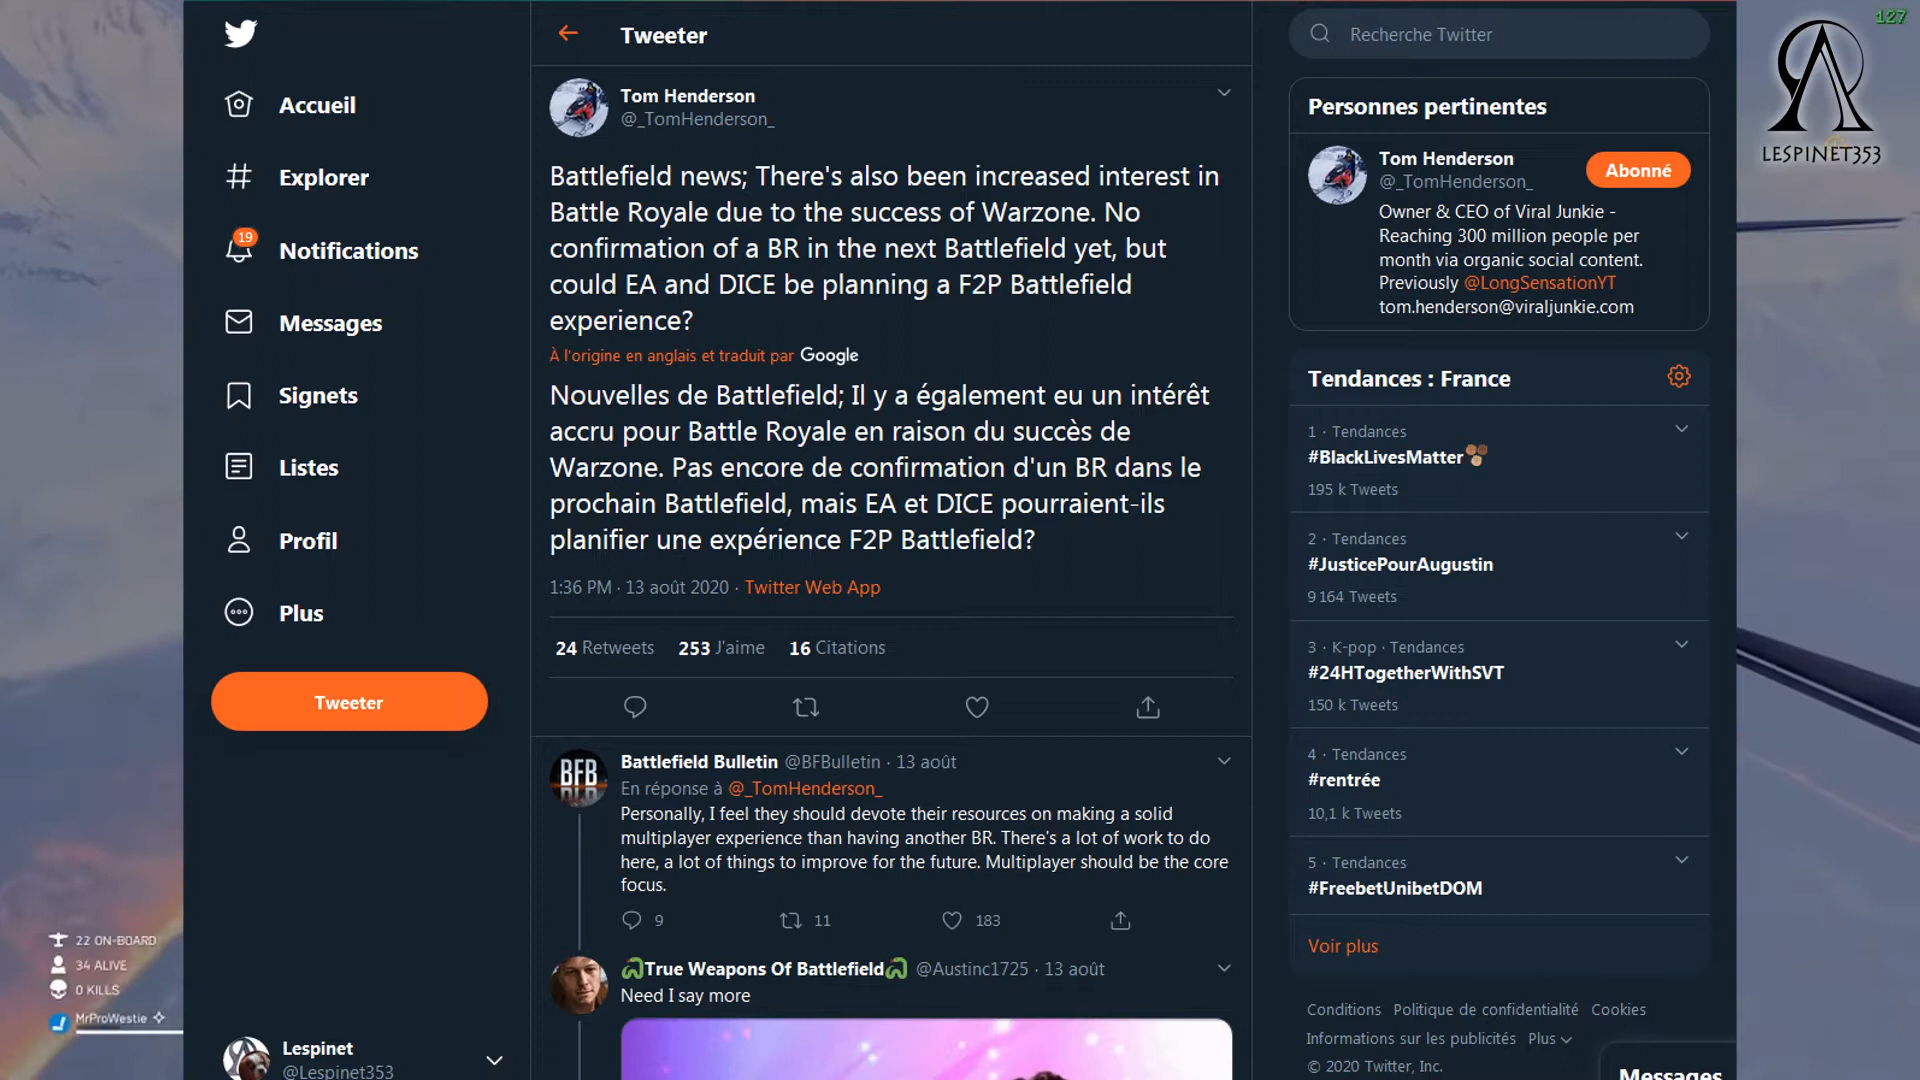 127
LESPINET353
Accueil
Explorer
19
Notifications
Messages
Signets
Listes
Profil
Plus
Tweeter
22 ON-BOARD
34 ALIVE
0 KILLS
MrProWestie
Lespinet
@Lespinet353
Tweeter
Tom Henderson
@_TomHenderson_
Battlefield news; There's also been increased interest in
Battle Royale due to the success of Warzone. No
confirmation of a BR in the next Battlefield yet, but
could EA and DICE be planning a F2P Battlefield
experience?
À l'origine en anglais et traduit par Google
Nouvelles de Battlefield; Il y a également eu un intérêt
accru pour Battle Royale en raison du succès de
Warzone. Pas encore de confirmation d'un BR dans le
prochain Battlefield, mais EA et DICE pourraient-ils
planifier une expérience F2P Battlefield?
1:36 PM · 13 août 2020 · Twitter Web App
24 Retweets 253 J'aime 16 Citations
BFB
Battlefield Bulletin @BFBulletin · 13 août
En réponse à @_TomHenderson_
Personally, I feel they should devote their resources on making a solid
multiplayer experience than having another BR. There's a lot of work to do
here, a lot of things to improve for the future. Multiplayer should be the core
focus.
9 11 183
True Weapons Of Battlefield @Austinc1725 · 13 août
Need I say more
Recherche Twitter
Personnes pertinentes
Tom Henderson
@_TomHenderson_
Abonné
Owner & CEO of Viral Junkie -
Reaching 300 million people per
month via organic social content.
Previously @LongSensationYT
tom.henderson@viraljunkie.com
Tendances : France
1 · Tendances
#BlackLivesMatter
195 k Tweets
2 · Tendances
#JusticePourAugustin
9 164 Tweets
3 · K-pop · Tendances
#24HTogetherWithSVT
150 k Tweets
4 · Tendances
#rentrée
10,1 k Tweets
5 · Tendances
#FreebetUnibetDOM
Voir plus
Conditions Politique de confidentialité Cookies
Informations sur les publicités Plus
© 2020 Twitter, Inc.
Messages